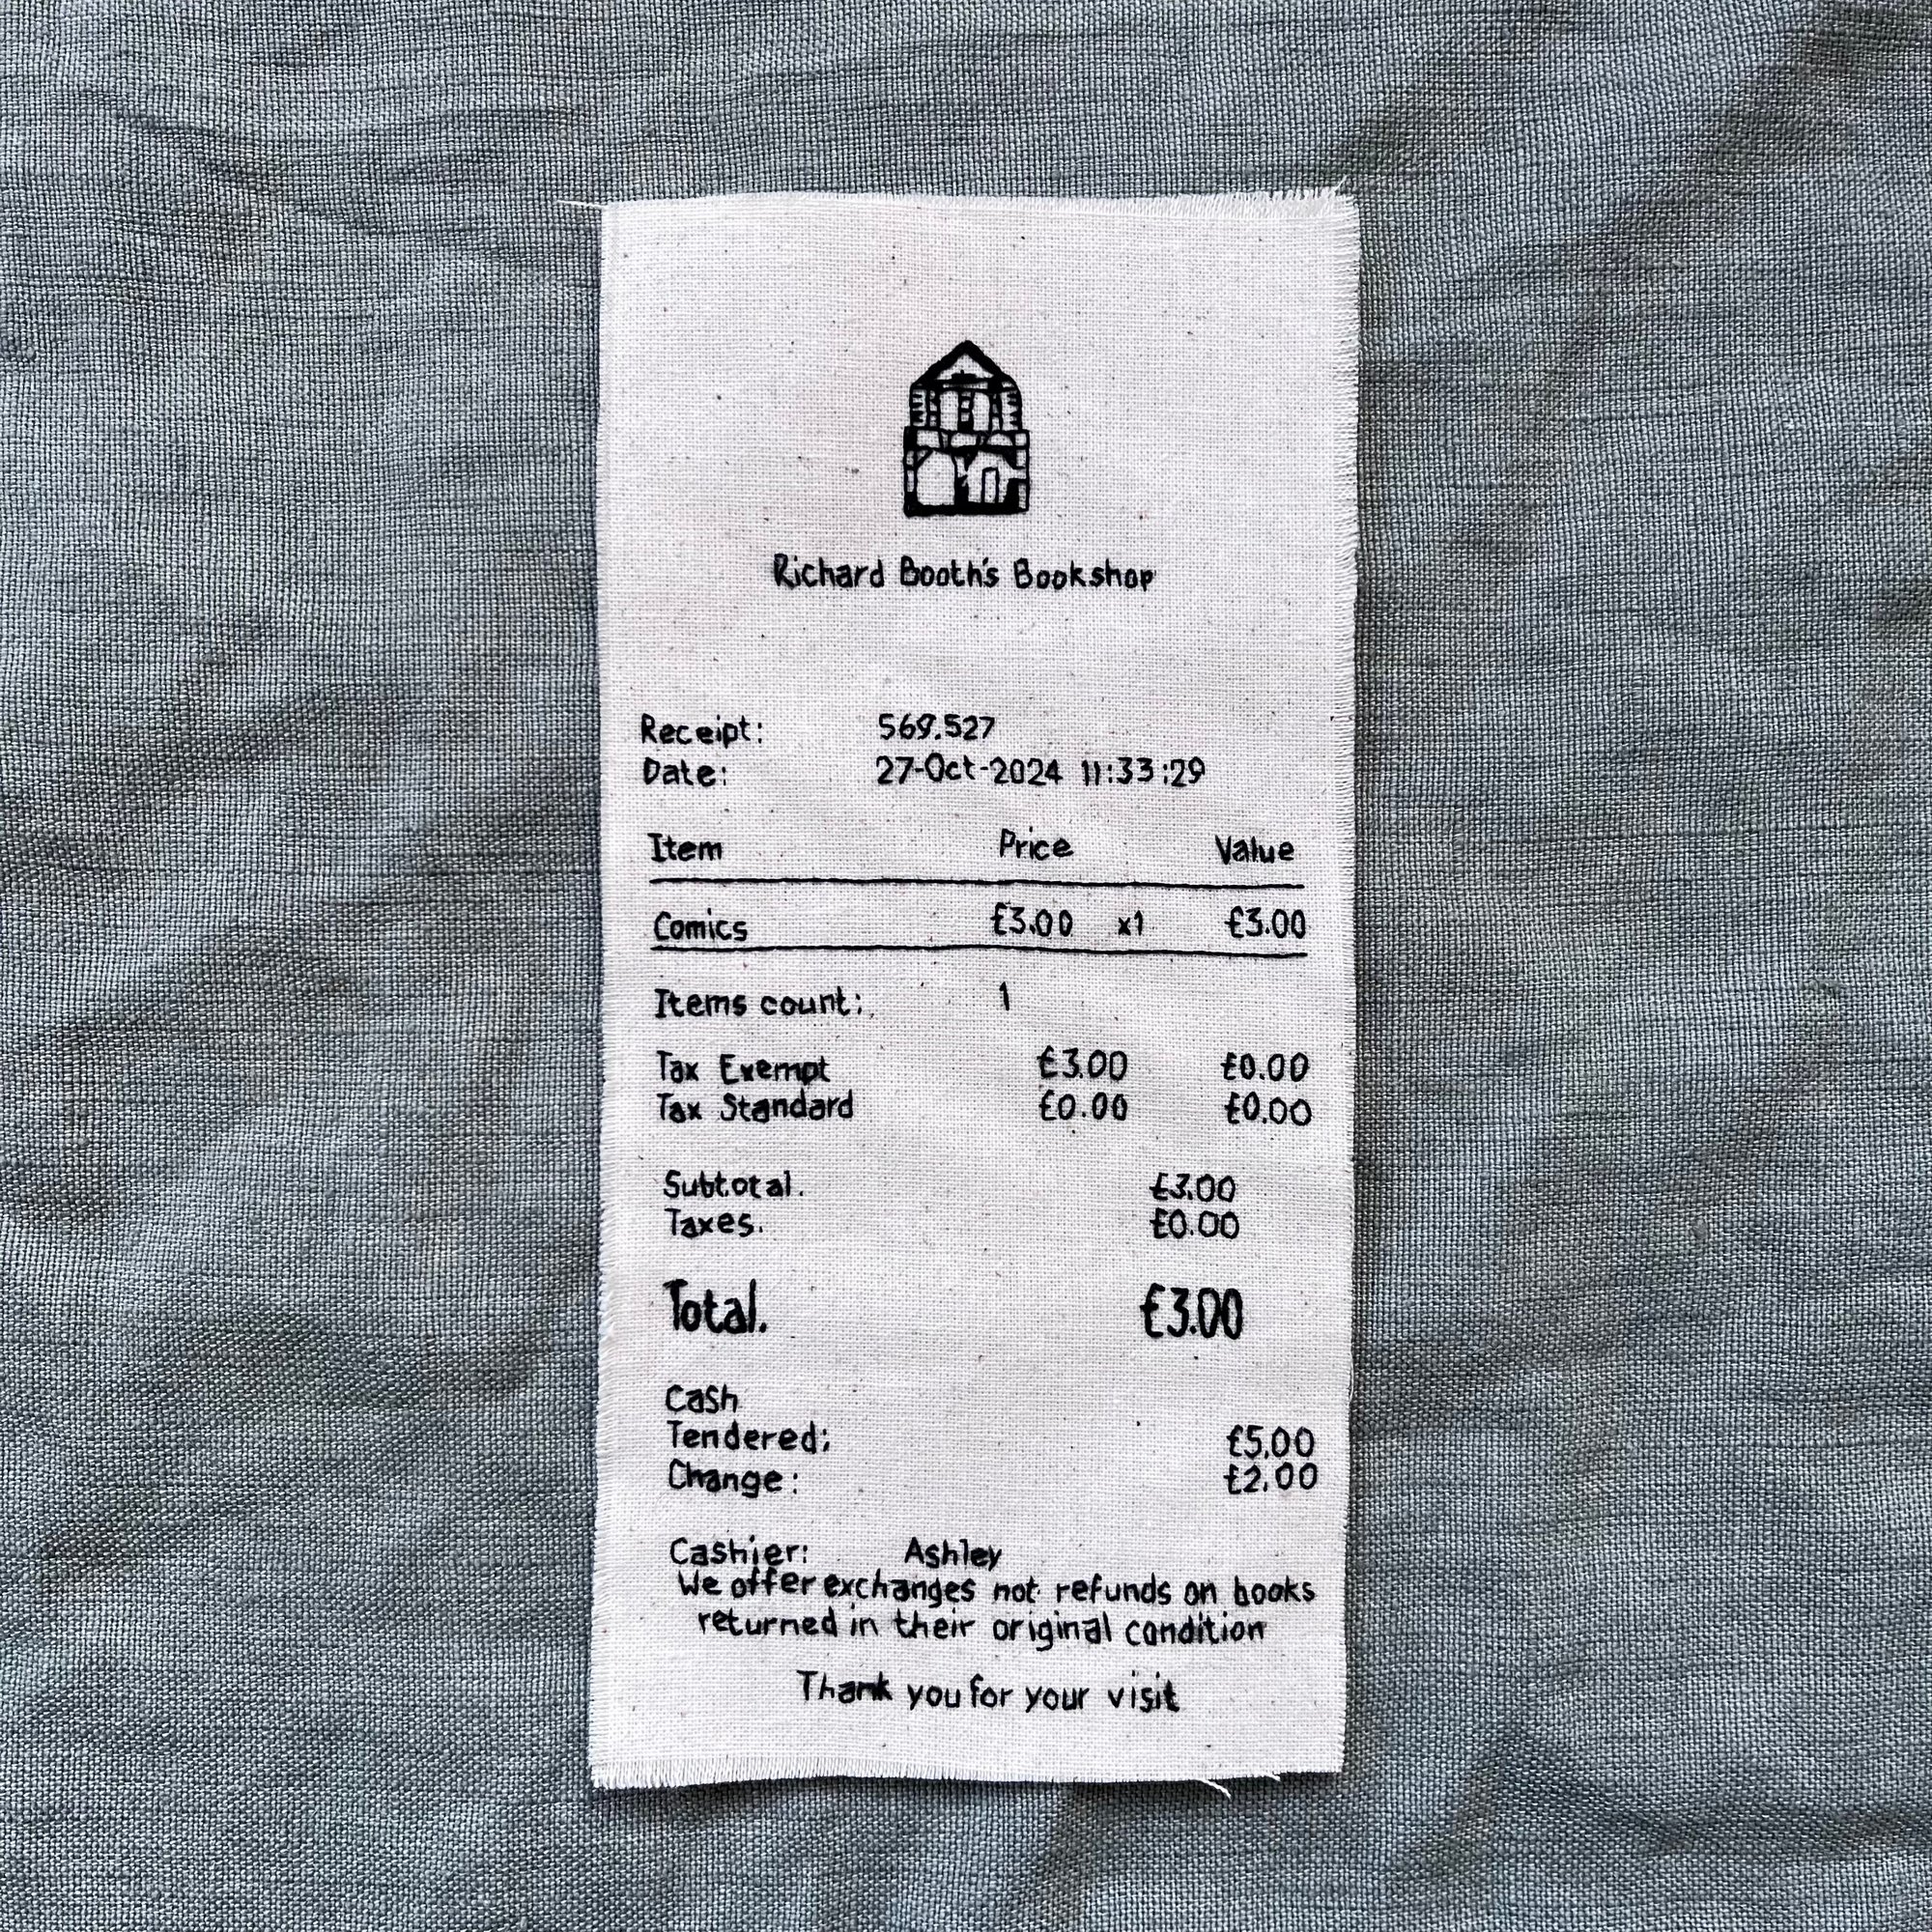 Richard Booth's Bookshop
Receipt: 569.527
Date: 27-Oct-2024 11:33:29
Item Price Value
Comics £3.00 x1 £3.00
Items count: 1
Tax Exempt £3.00 £0.00
Tax Standard £0.00 £0.00
Subtotal. £3.00
Taxes. £0.00
Total. £3.00
Cash
Tendered: £5.00
Change: £2.00
Cashier: Ashley
We offer exchanges not refunds on books
returned in their original condition
Thank you for your visit